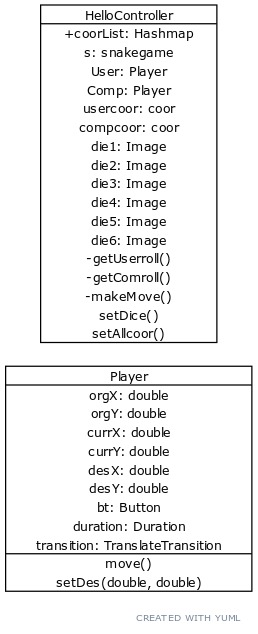 HelloController
+coorList: Hashmap
s: snakegame
User: Player
Comp: Player
usercoor: coor
compcoor: coor
die1: Image
die2: Image
die3: Image
die4: Image
die5: Image
die6: Image
-getUserroll()
-getComroll()
-makeMove()
setDice()
setAllcoor()
Player
orgX: double
orgY: double
currX: double
currY: double
desX: double
desY: double
bt: Button
duration: Duration
transition: TranslateTransition
move()
setDes(double, double)
CREATED WITH YUML